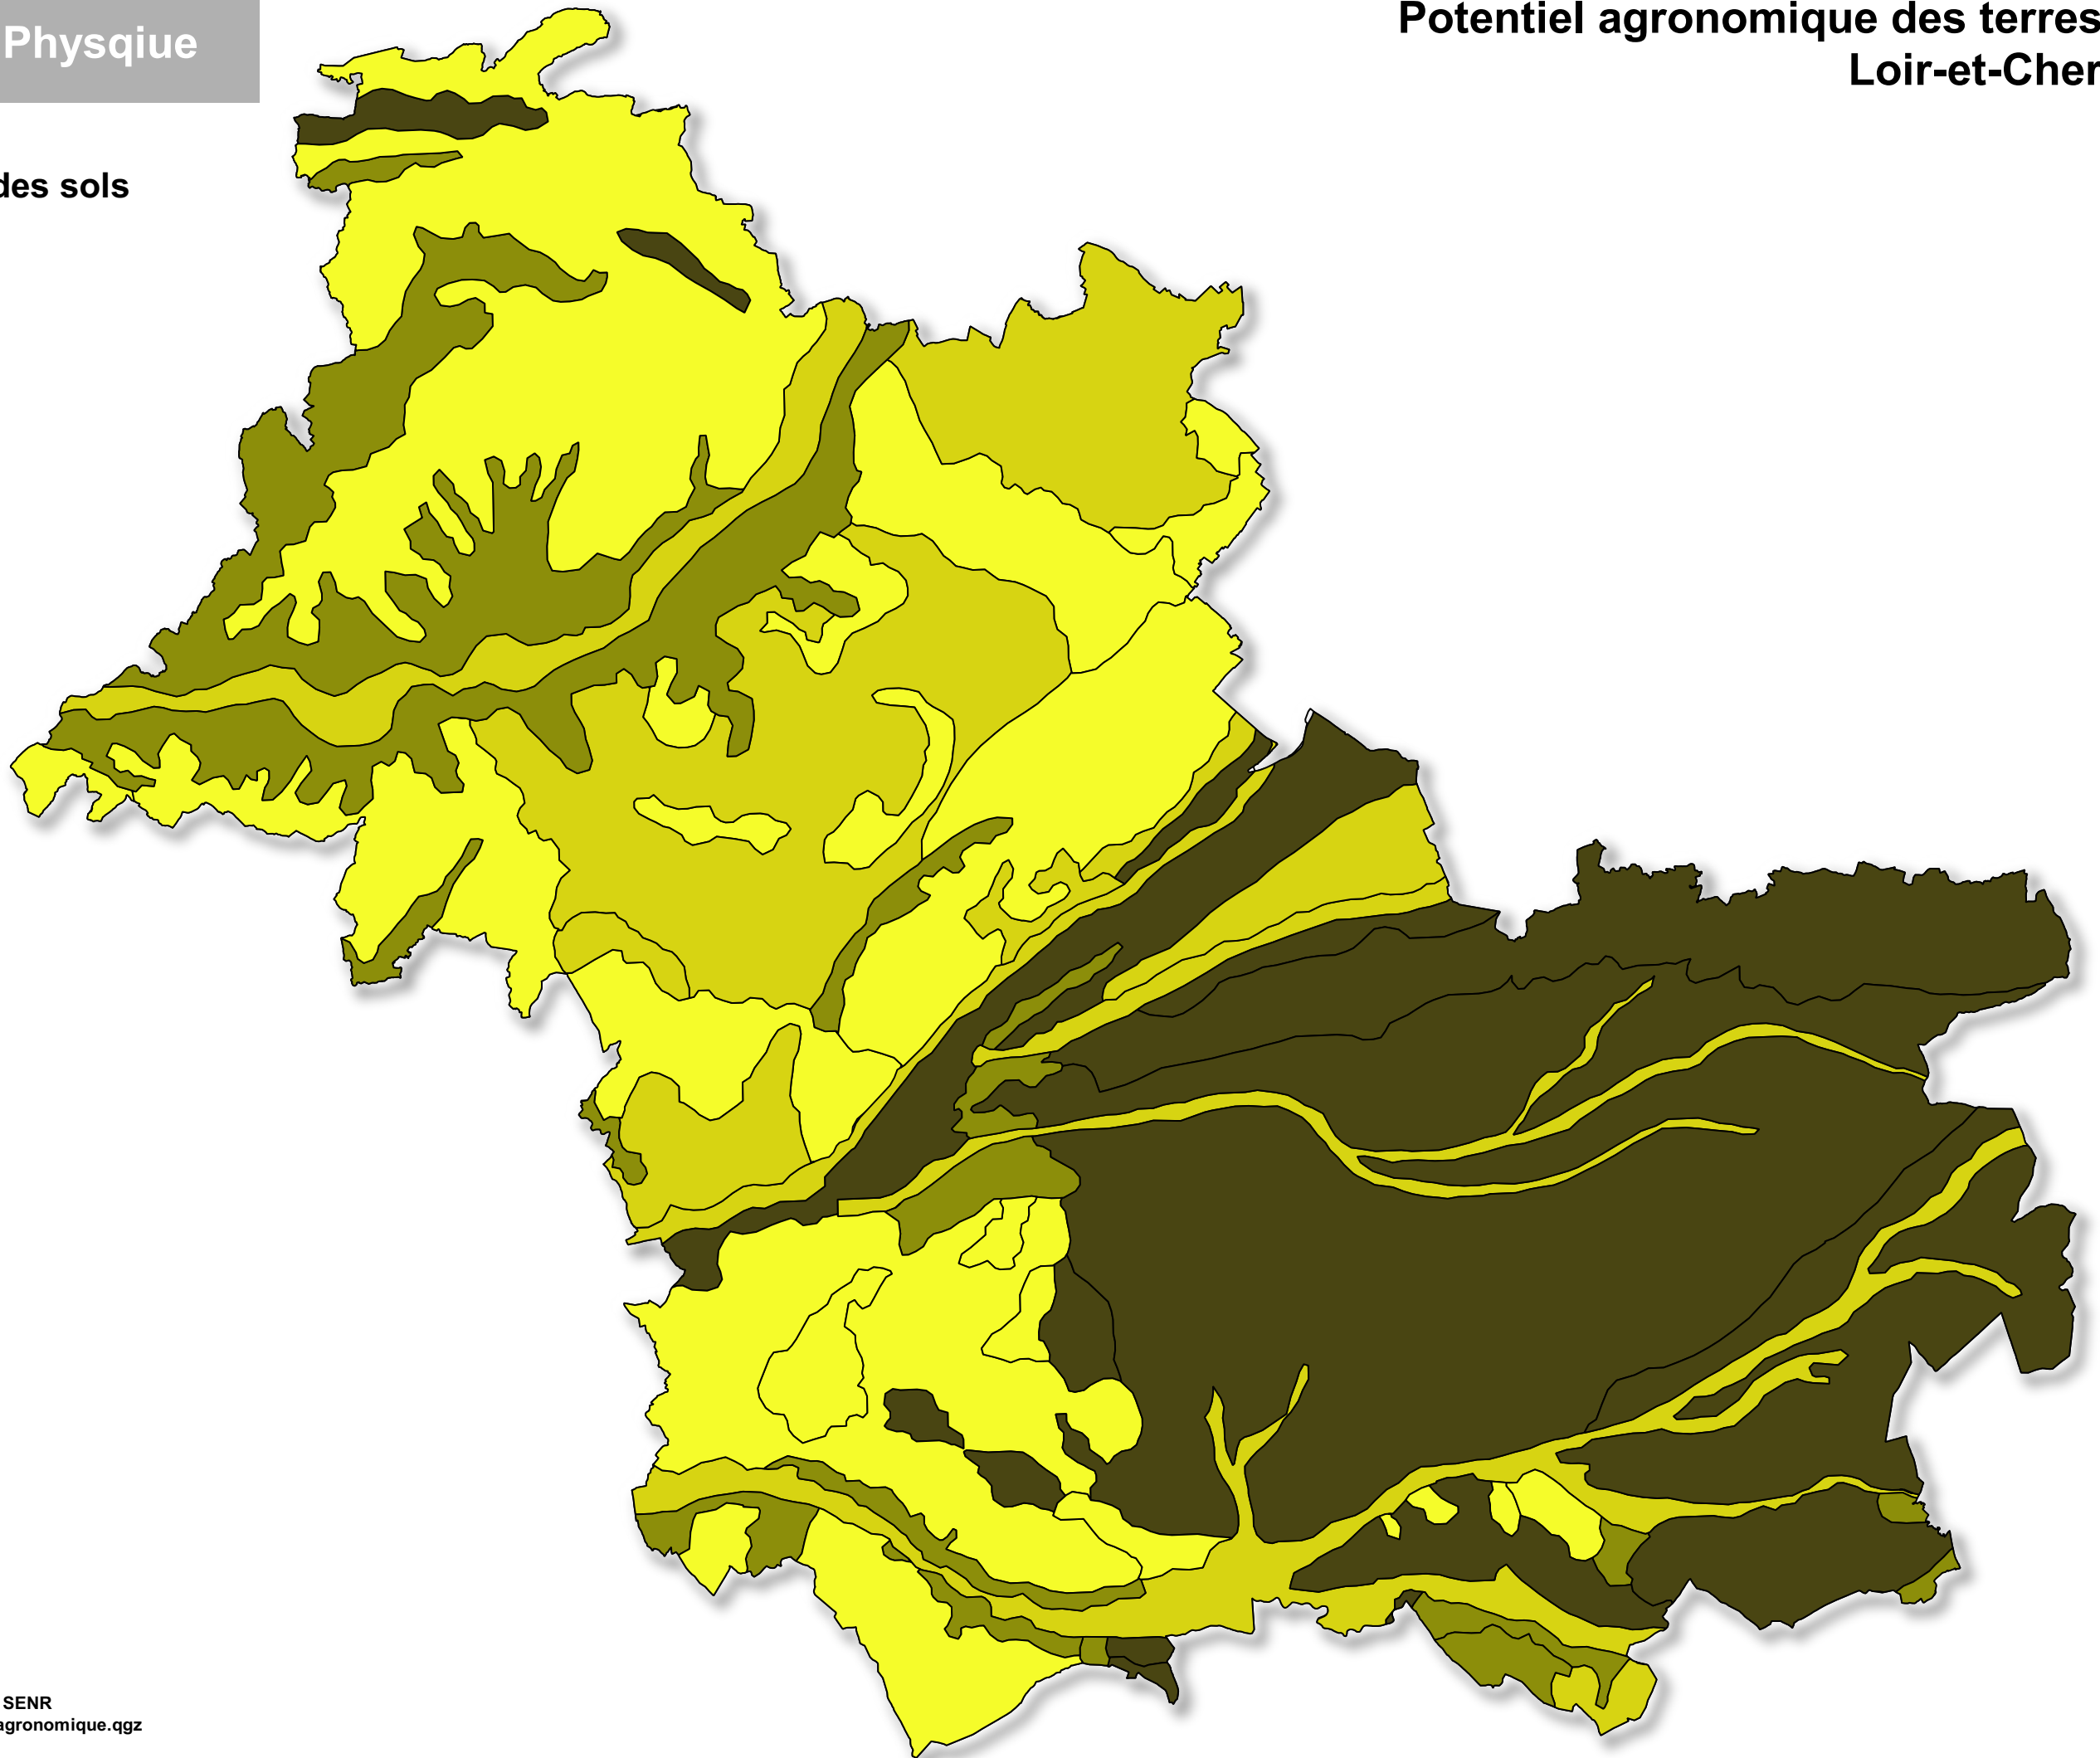 Physqiue
Potentiel agronomique des terres
Loir-et-Cher
des sols
SENR
agronomique.qgz